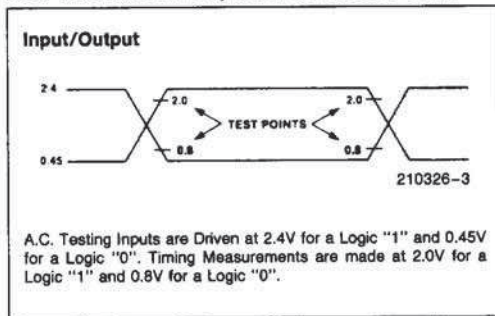 Input/Output
2.4
2.0
2.0
TEST POINTS
0.8
0.8
0.45
210326-3
A.C. Testing Inputs are Driven at 2.4V for a Logic "1" and 0.45V
for a Logic "0". Timing Measurements are made at 2.0V for a
Logic "1" and 0.8V for a Logic "0".